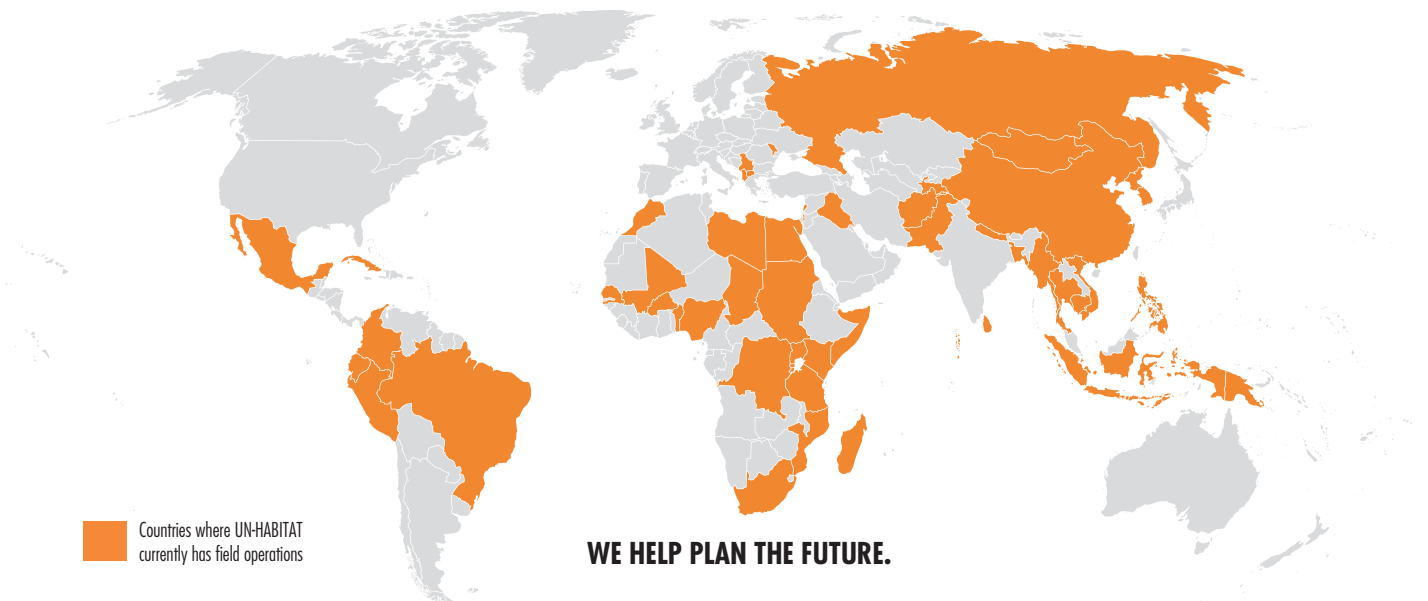 Countries where UN-HABITAT
currently has field operations
WE HELP PLAN THE FUTURE.